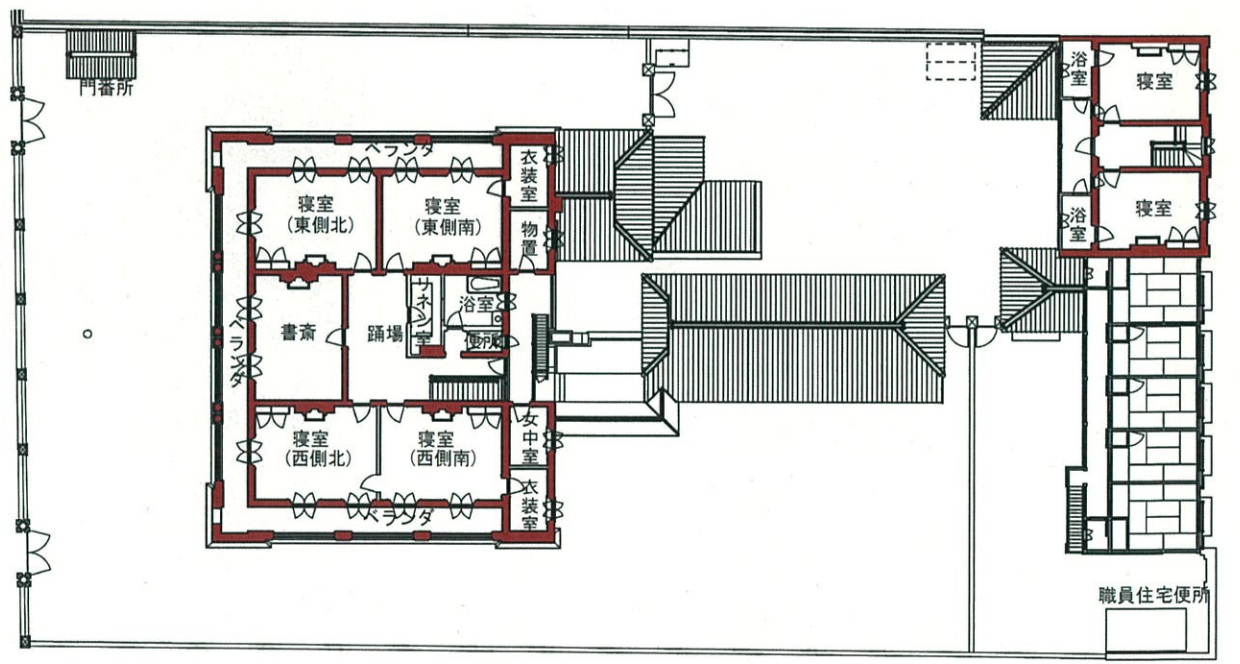 門番所
ベランダ
衣装室
寝室
(東側北)
寝室
(東側南)
物置
ベランダ
書斎
踊場
リネン室
浴室
便所
寝室
(西側北)
寝室
(西側南)
女中室
衣装室
ベランダ
浴室
寝室
浴室
寝室
職員住宅便所